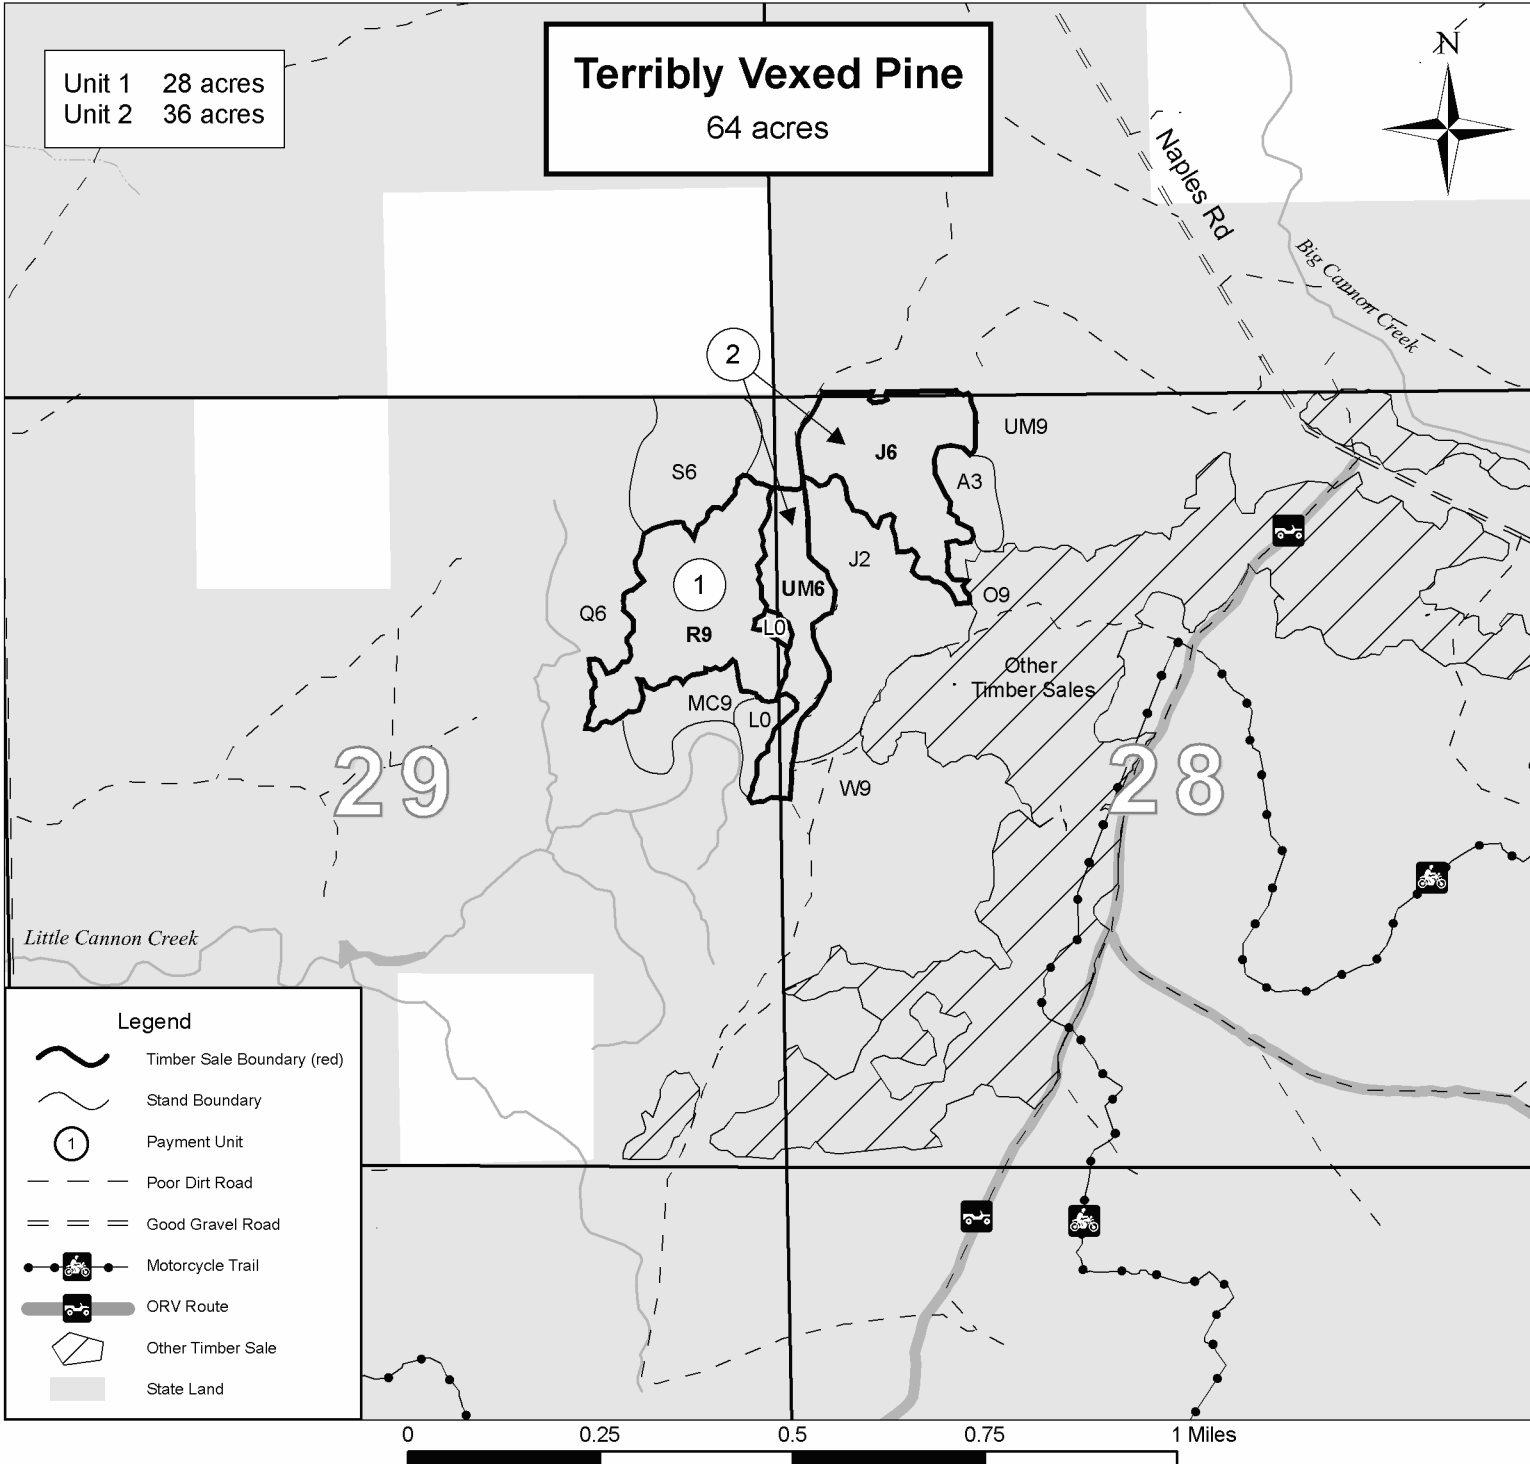 Terribly Vexed Pine
64 acres
Unit 1 28 acres
Unit 2 36 acres
N
Naples Rd
Big Cannon Creek
2
UM9
J6
S6
A3
J2
1
UM6
O9
Q6
L0
R9
Other
Timber Sales
MC9
L0
29
28
W9
Little Cannon Creek
Legend
Timber Sale Boundary (red)
Stand Boundary
1 Payment Unit
Poor Dirt Road
Good Gravel Road
Motorcycle Trail
ORV Route
Other Timber Sale
State Land
0 0.25 0.5 0.75 1 Miles